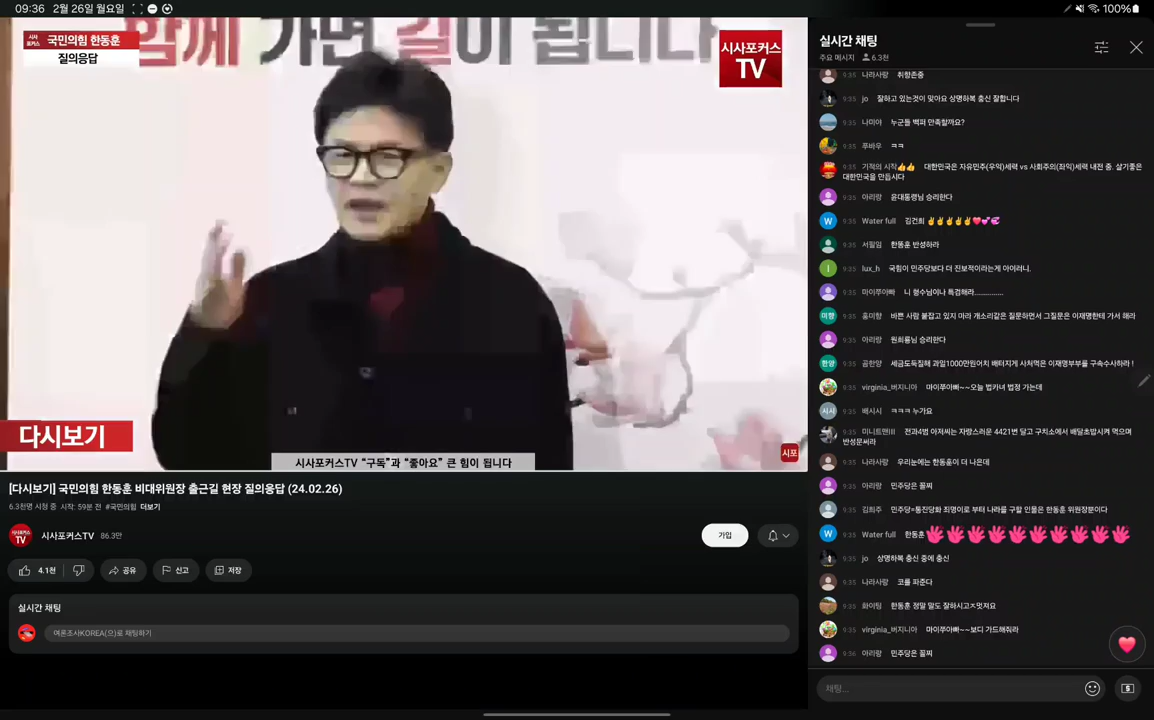 09:36 2월 26일 월요일
100%
함께 가면 길이 됩니다
시사
포커스
국민의힘 한동훈
질의응답
시사포커스
TV
다시보기
시포
시사포커스TV "구독"과 "좋아요" 큰 힘이 됩니다
[다시보기] 국민의힘 한동훈 비대위원장 출근길 현장 질의응답 (24.02.26)
6.3천명 시청 중 시작: 59분 전 #국민의힘 더보기
시사포커스
TV
시사포커스TV 86.3만
가입
4.1천
공유
신고
저장
실시간 채팅
여론조사KOREA(으)로 채팅하기
실시간 채팅
주요 메시지 6.3천
9:35 나라사랑 취향존중
9:35 jo 잘하고 있는것이 맞아요 상명하복 충신 잘합니다
9:35 나미야 누군들 백퍼 만족할까요?
9:35 푸바우 ㅋㅋ
9:35 기적의 시작👍👍 대한민국은 자유민주(우익)세력 vs 사회주의(좌익)세력 내전 중. 살기좋은
대한민국을 만듭시다
9:35 아리랑 윤대통령님 승리한다
W 9:35 Water full 김건희 ✌✌✌✌✌❤💕💞
9:35 서팔임 한똥훈 반성하라
l 9:35 lux_h 국힘이 민주당보다 더 진보적이라는게 아이러니.
9:35 마이쭈아빠 니 형수님이나 특검해라..............
미향 9:35 홍미향 바쁜 사람 붙잡고 있지 마라 개소리같은 질문하면서 그질문은 이재명한테 가서 해라
9:35 아리랑 원희룡님 승리한다
한양 9:35 곰한양 세금도둑질해 과일1000만원어치 배터지게 사처먹은 이재명부부를 구속수사하라 !
9:35 virginia_버지니아 마이쭈아빠~~오늘 법카녀 법정 가는데
시시 9:35 배시시 ㅋㅋㅋ 누가요
9:35 미니트맨III 전과4범 아저씨는 자랑스러운 4421번 달고 구치소에서 배달초밥시켜 먹으며
반성문써라
9:35 나라사랑 우리눈에는 한동훈이 더 나은데
9:35 아리랑 민주당은 꼴찌
9:35 김희주 민주당+통진당화 죄명이로 부터 나라를 구할 인물은 한동훈 위원장뿐이다
W 9:35 Water full 한동훈
9:35 jo 상명하복 충신 중에 충신
9:35 나라사랑 코를 파준다
9:35 화이팅 한동훈 정말 말도 잘하시고ㅈ멋져요
9:35 virginia_버지니아 마이쭈아빠~~보디 가드해줘라
9:36 아리랑 민주당은 꼴찌
채팅...